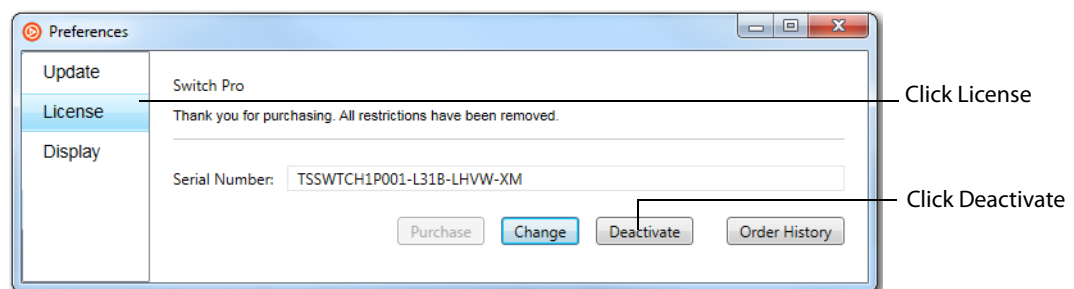 Preferences
Update
License
Display
Switch Pro
Thank you for purchasing. All restrictions have been removed.
Serial Number: TSSWTCH1P001-L31B-LHVW-XM
Purchase Change Deactivate Order History
Click License
Click Deactivate